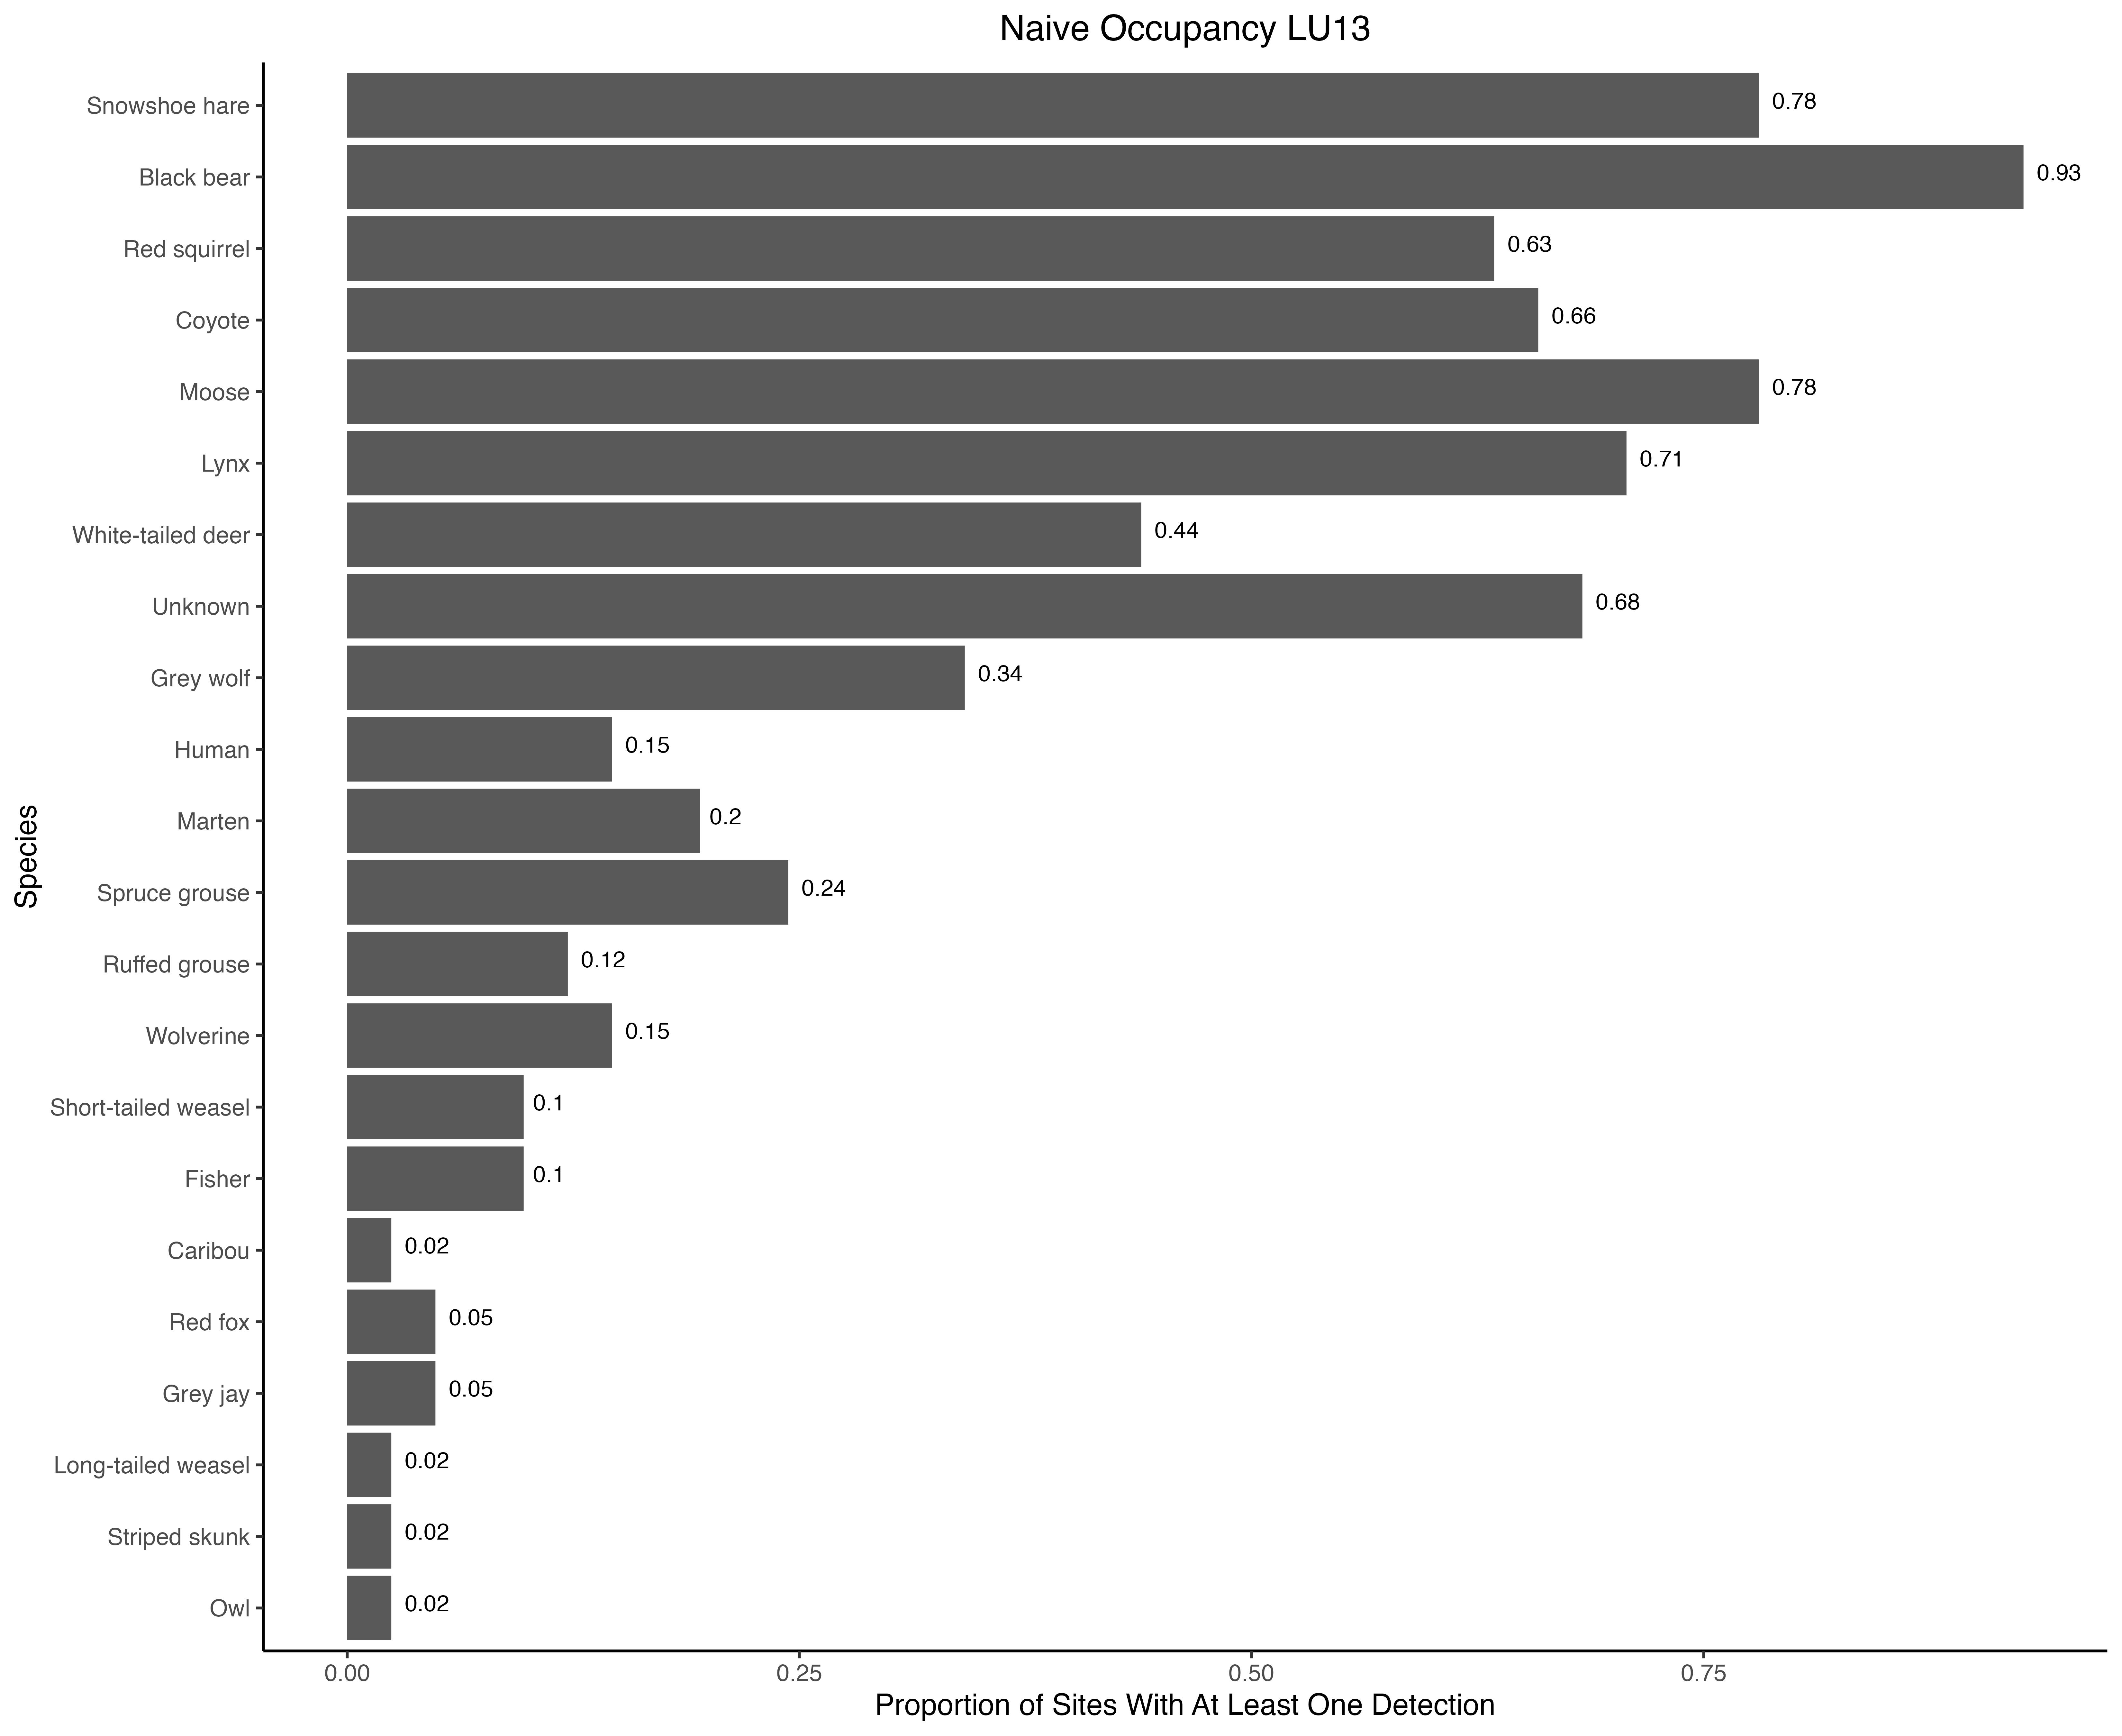 Naive Occupancy LU13
Snowshoe hare 0.78
Black bear 0.93
Red squirrel 0.63
Coyote 0.66
Moose 0.78
Lynx 0.71
White-tailed deer 0.44
Unknown 0.68
Grey wolf 0.34
Human 0.15
Marten 0.2
Spruce grouse 0.24
Ruffed grouse 0.12
Wolverine 0.15
Short-tailed weasel 0.1
Fisher 0.1
Caribou 0.02
Red fox 0.05
Grey jay 0.05
Long-tailed weasel 0.02
Striped skunk 0.02
Owl 0.02
Species
0.00 0.25 0.50 0.75
Proportion of Sites With At Least One Detection